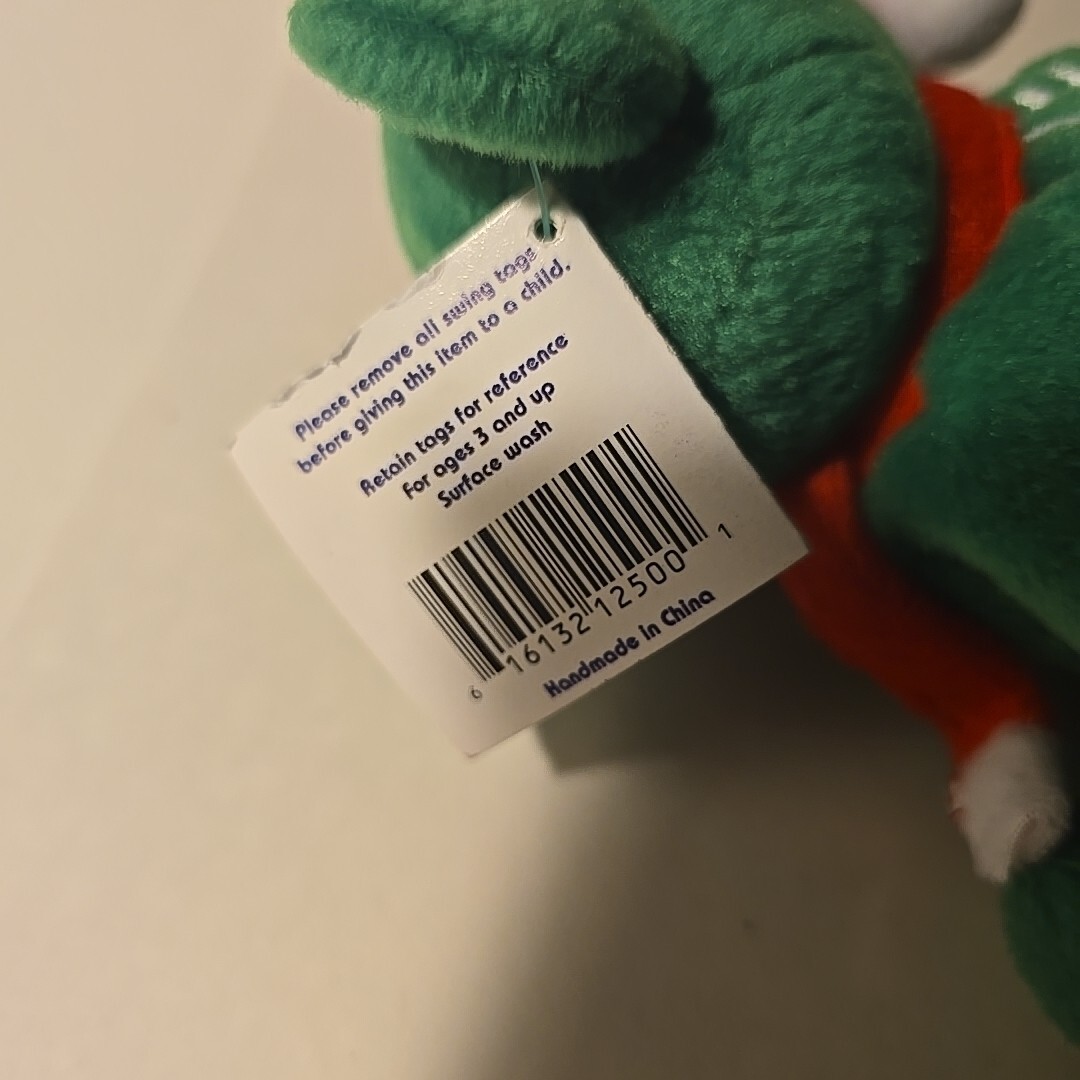 Please remove all swing tags
before giving this item to a child.
Retain tags for reference
For ages 3 and up
Surface wash
6 16132 12500 1
Handmade in China